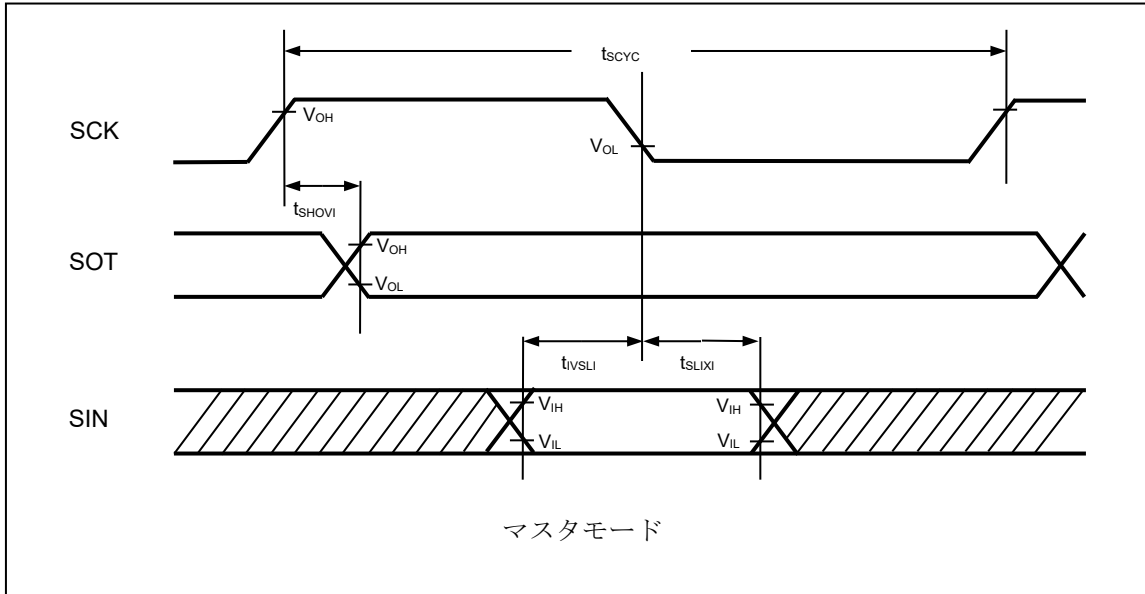 tSCYC
SCK
VOH
VOL
tSHOVI
SOT
VOH
VOL
tIVSLI
tSLIXI
SIN
VIH
VIH
VIL
VIL
マスタモード